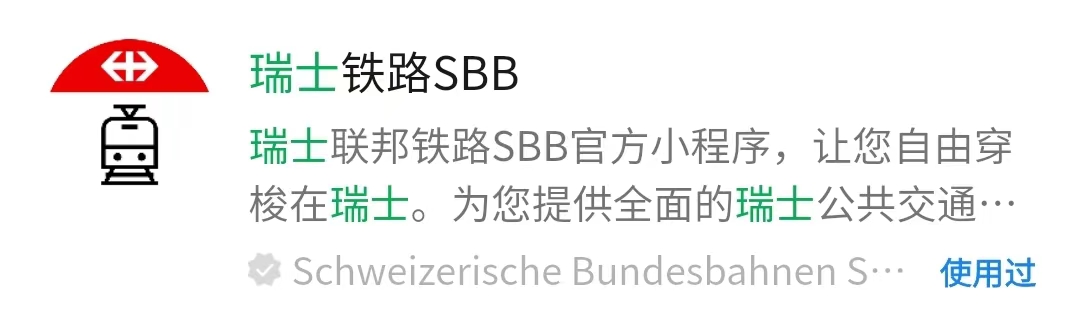 瑞士铁路SBB
瑞士联邦铁路SBB官方小程序，让您自由穿
梭在瑞士。为您提供全面的瑞士公共交通…
Schweizerische Bundesbahnen S… 使用过